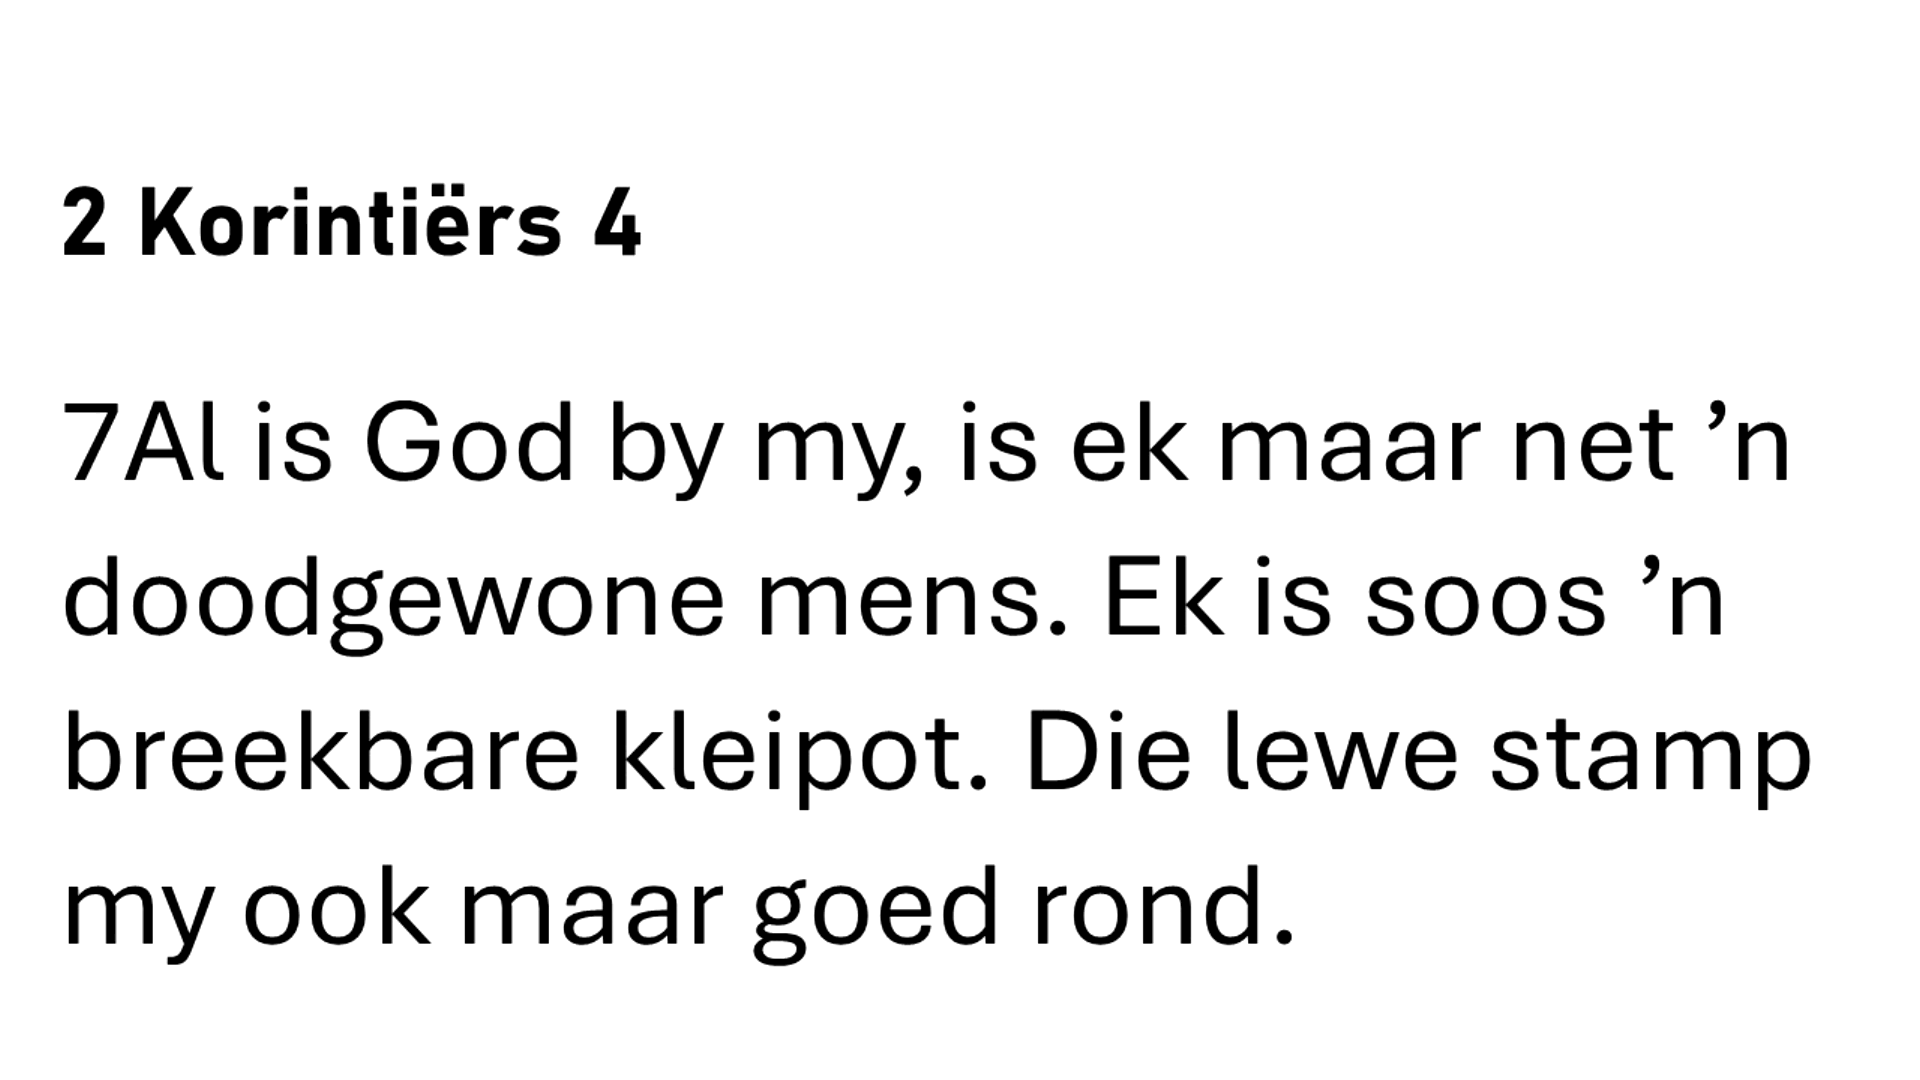 2 Korintiërs 4
7Al is God by my, is ek maar net ’n
doodgewone mens. Ek is soos ’n
breekbare kleipot. Die lewe stamp
my ook maar goed rond.